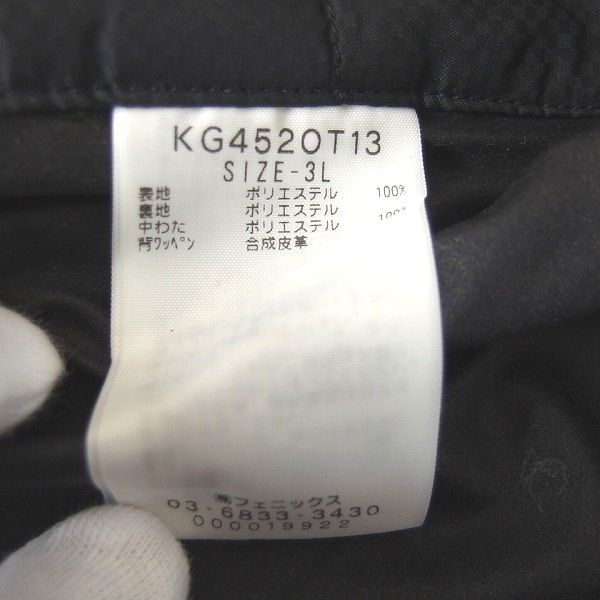 KG4520T13
SIZE-3L
表地 ポリエステル 100%
裏地 ポリエステル 100%
中わた ポリエステル
背ﾜｯﾍﾟﾝ 合成皮革
㈱フェニックス
03-6833-3430
000019922